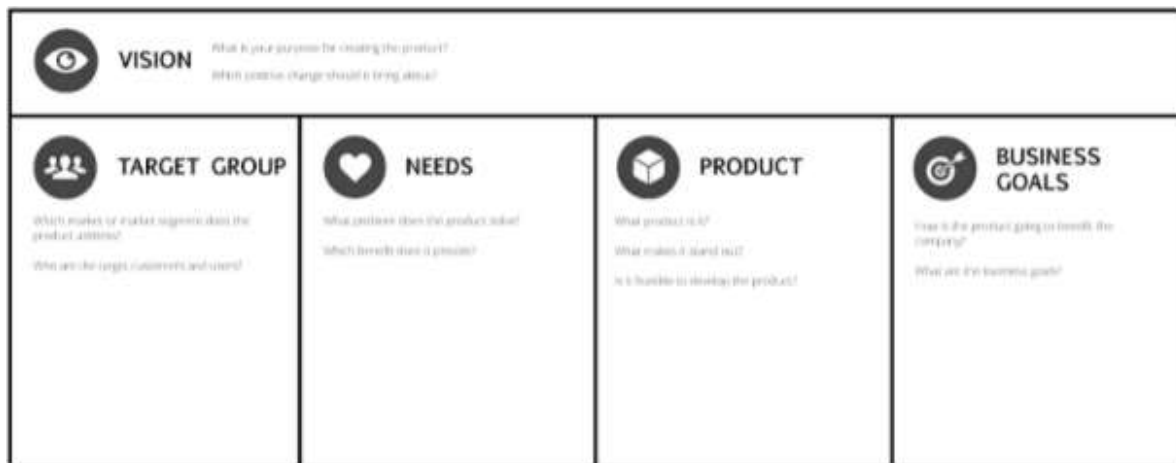 VISION
What is your purpose for creating the product?
Which positive change should it bring about?
TARGET GROUP
Which market or market segment does the
product address?
Who are the target customers and users?
NEEDS
What problem does the product solve?
Which benefit does it provide?
PRODUCT
What product is it?
What makes it stand out?
Is it feasible to develop the product?
BUSINESS
GOALS
How is the product going to benefit the
company?
What are the business goals?